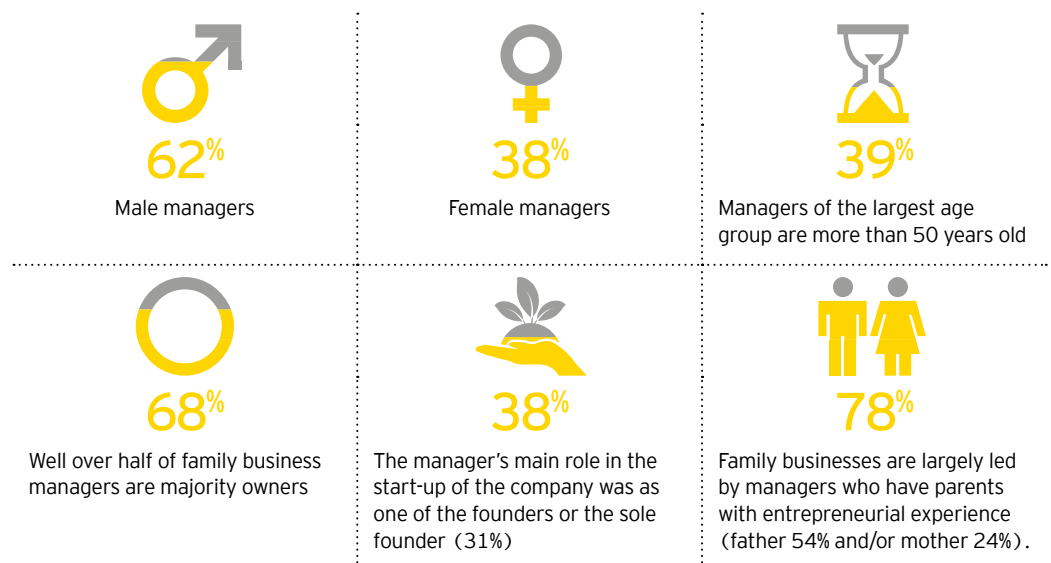 62%
Male managers
38%
Female managers
39%
Managers of the largest age
group are more than 50 years old
68%
Well over half of family business
managers are majority owners
38%
The manager's main role in the
start-up of the company was as
one of the founders or the sole
founder (31%)
78%
Family businesses are largely led
by managers who have parents
with entrepreneurial experience
(father 54% and/or mother 24%).